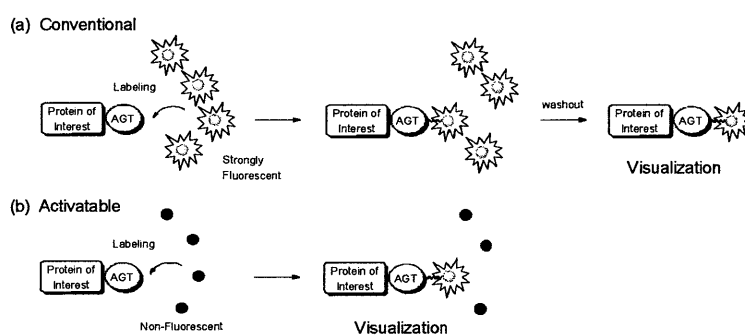 (a) Conventional
Labeling
Protein of
Interest
AGT
Strongly
Fluorescent
Protein of
Interest
AGT
washout
Protein of
Interest
AGT
Visualization
(b) Activatable
Labeling
Protein of
Interest
AGT
Non-Fluorescent
Protein of
Interest
AGT
Visualization